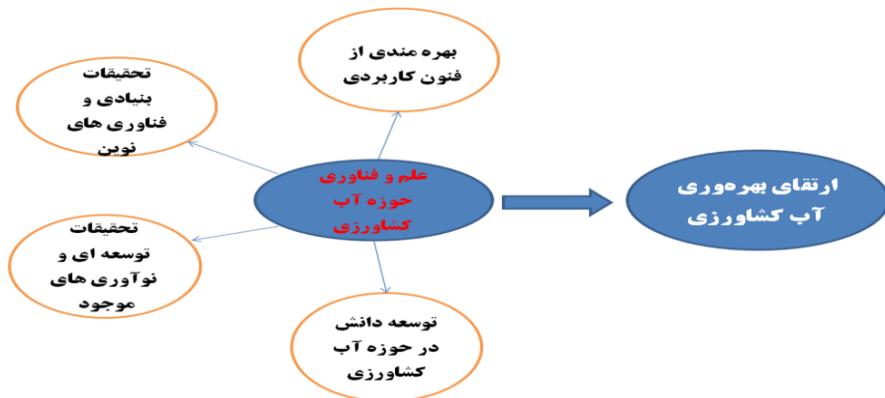 بهره مندی از
فنون کاربردی
تحقیقات
بنیادی و
فناوری های
نوین
علم و فناوری
حوزه آب
کشاورزی
ارتقای بهره‌وری
آب کشاورزی
تحقیقات
توسعه ای و
نوآوری های
موجود
توسعه دانش
در حوزه آب
کشاورزی